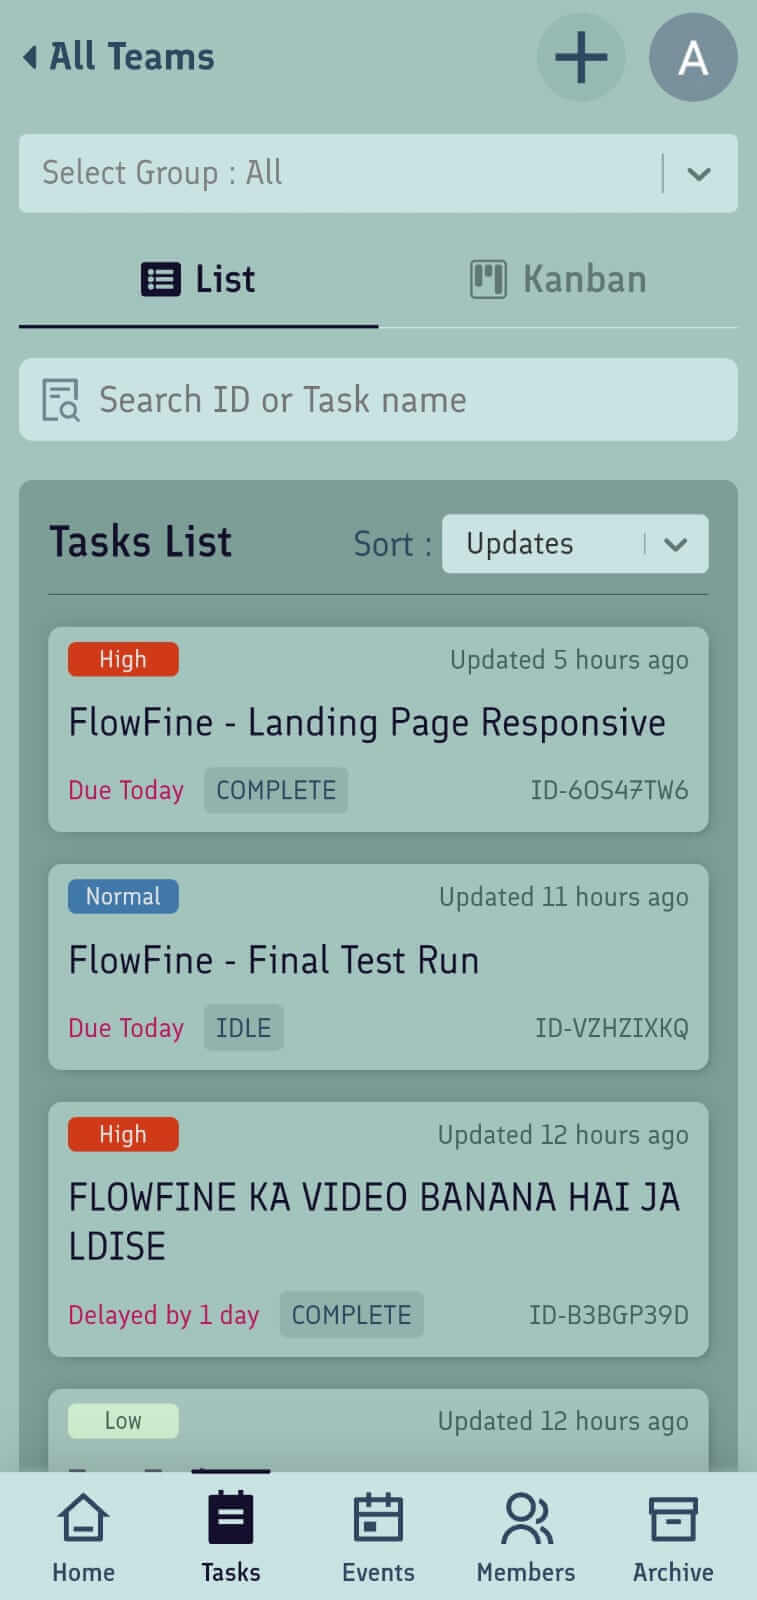 All Teams
A
Select Group : All
List
Kanban
Search ID or Task name
Tasks List
Sort :
Updates
High
Updated 5 hours ago
FlowFine - Landing Page Responsive
Due Today
COMPLETE
ID-6OS47TW6
Normal
Updated 11 hours ago
FlowFine - Final Test Run
Due Today
IDLE
ID-VZHZIXKQ
High
Updated 12 hours ago
FLOWFINE KA VIDEO BANANA HAI JA
LDISE
Delayed by 1 day
COMPLETE
ID-B3BGP39D
Low
Updated 12 hours ago
Home
Tasks
Events
Members
Archive